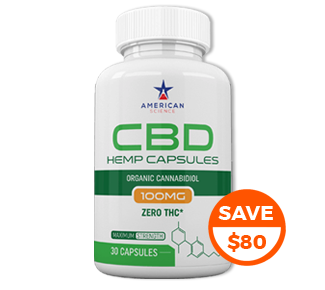 AMERICAN
SCIENCE
CBD
HEMP CAPSULES
ORGANIC CANNABIDIOL
100MG
ZERO THC*
MAXIMUM STRENGTH
30 CAPSULES
SAVE
$80